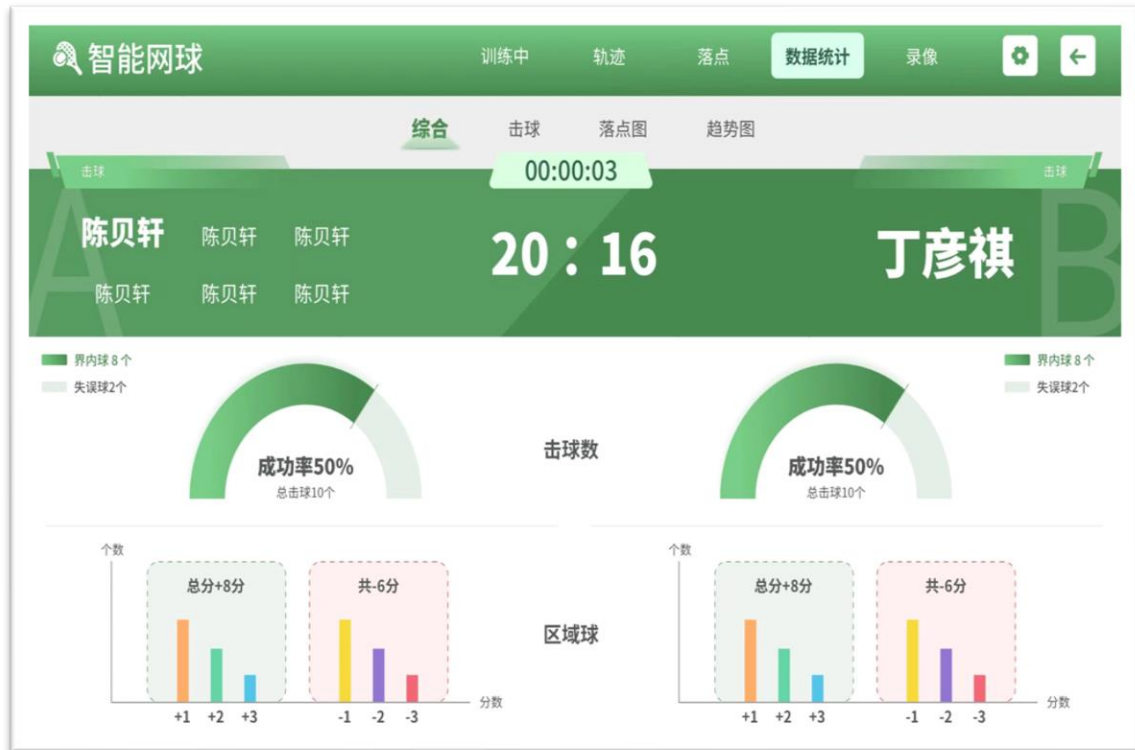 智能网球 训练中 轨迹 落点 数据统计 录像
综合 击球 落点图 趋势图
击球 00:00:03 击球
A 陈贝轩 陈贝轩 陈贝轩 20 : 16 丁彦祺 B
陈贝轩 陈贝轩 陈贝轩
界内球 8 个 界内球 8 个
失误球2个 失误球2个
成功率50% 击球数 成功率50%
总击球10个 总击球10个
个数 个数
总分+8分 共-6分 总分+8分 共-6分
区域球
分数 分数
+1 +2 +3 -1 -2 -3 +1 +2 +3 -1 -2 -3